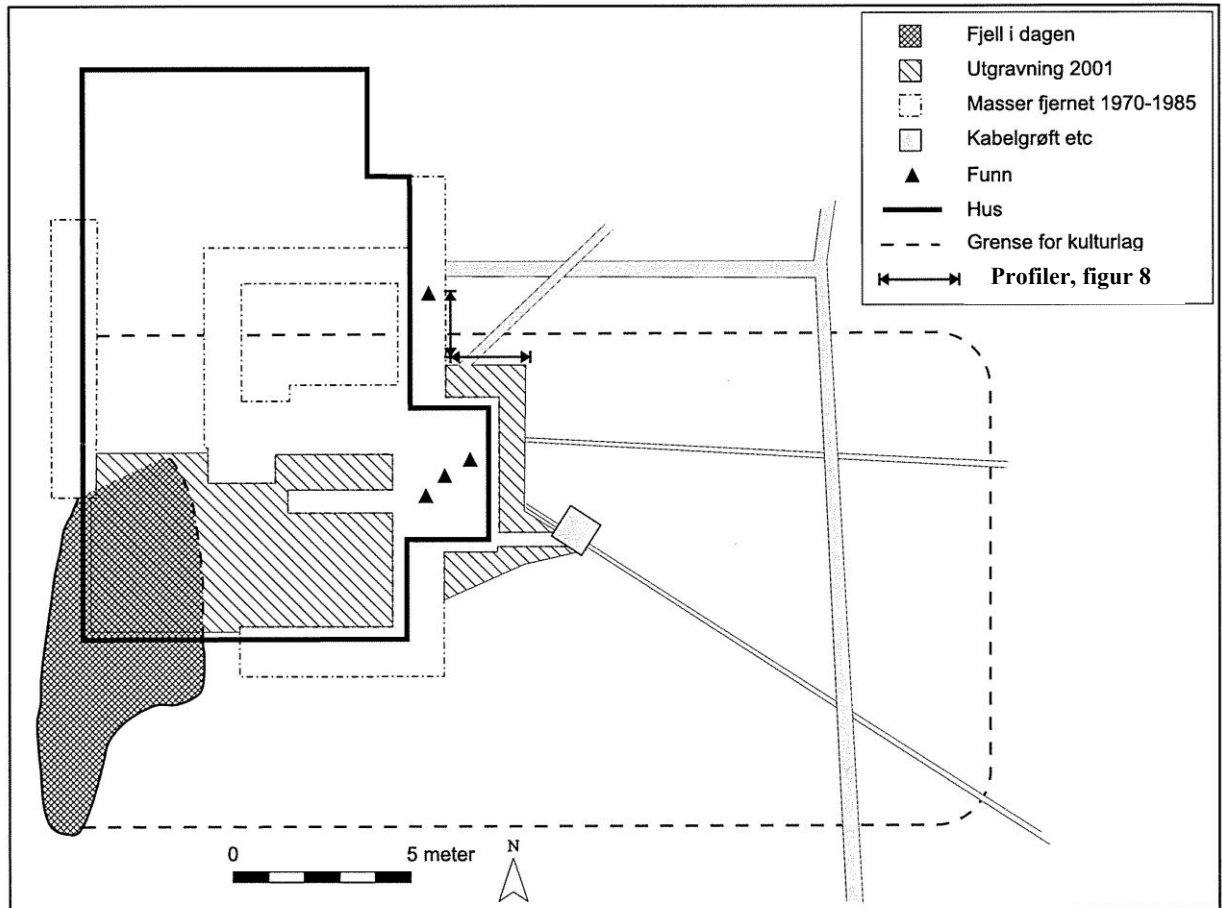 Fjell i dagen
Utgravning 2001
Masser fjernet 1970-1985
Kabelgrøft etc
Funn
Hus
Grense for kulturlag
Profiler, figur 8
0 5 meter
N